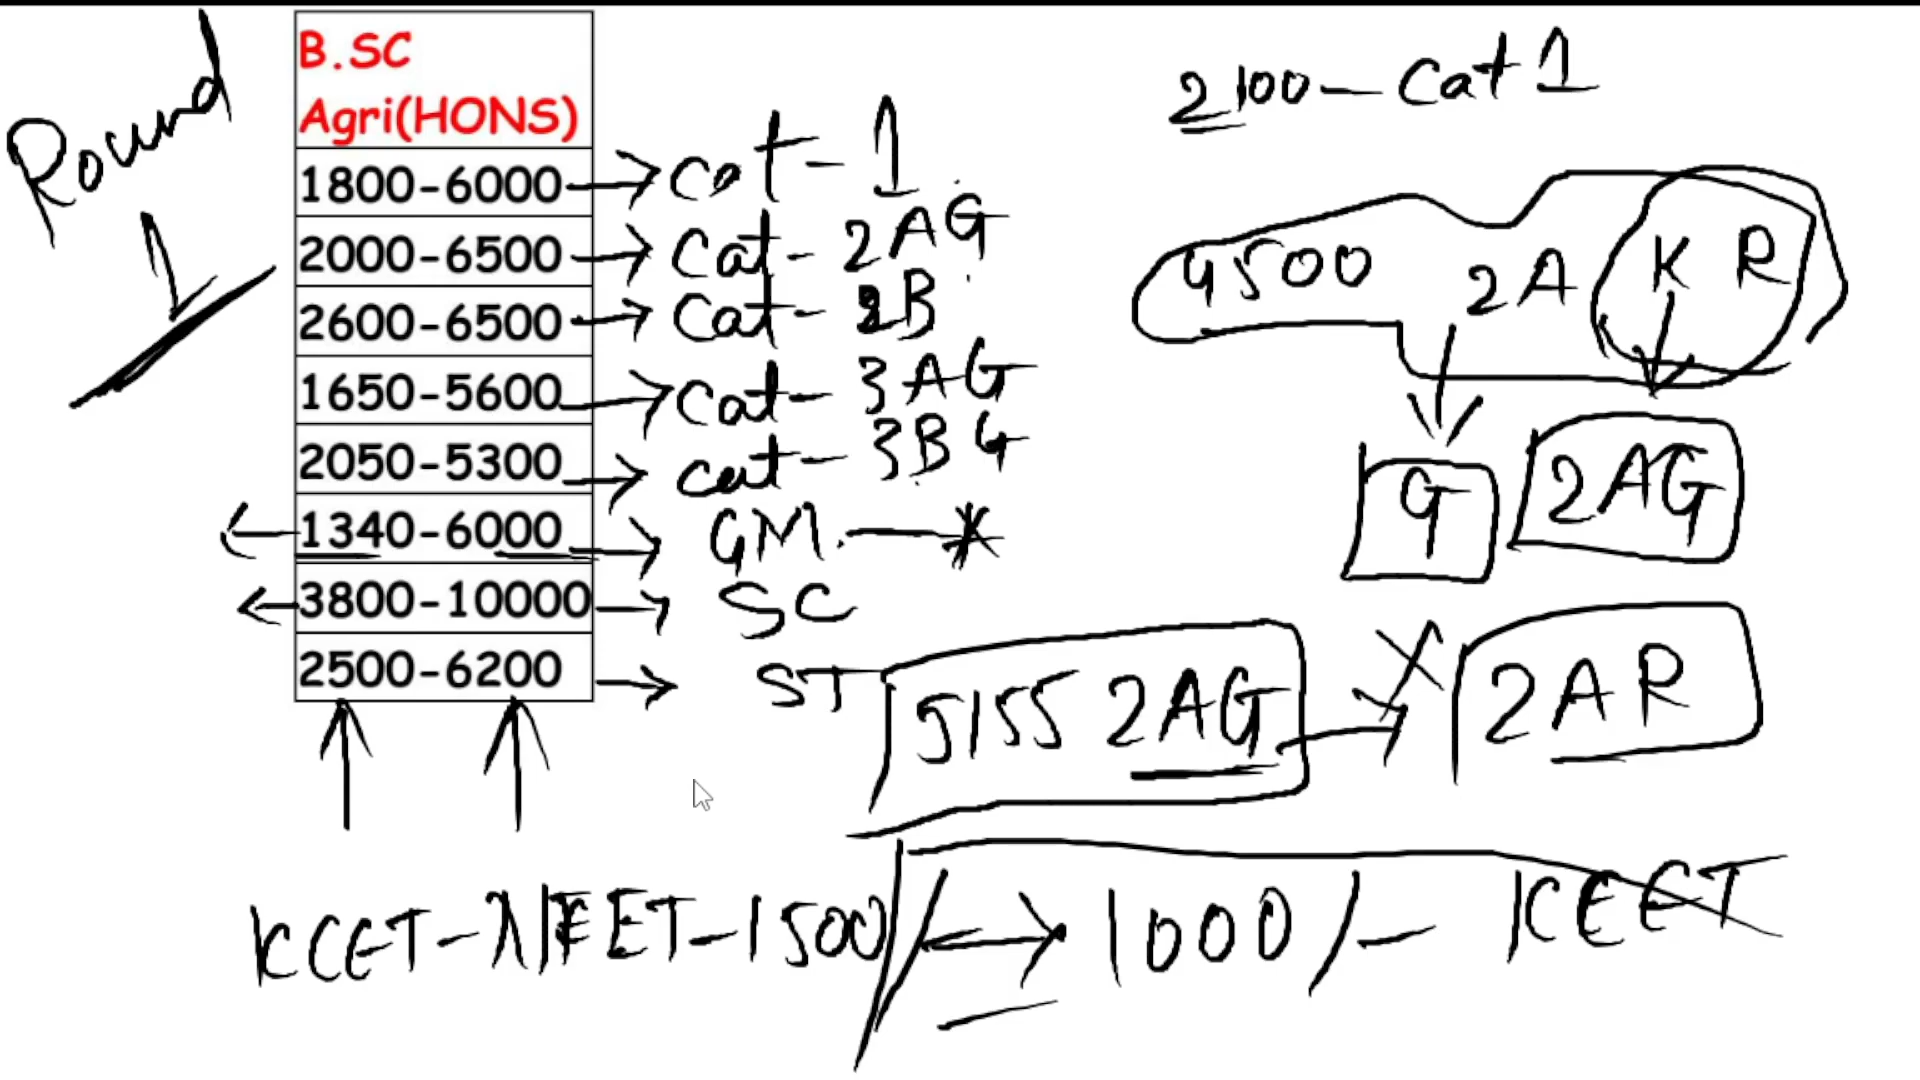 Round
1
B.SC
Agri(HONS)
1800-6000 → Cat-1
2000-6500 → Cat-2AG
2600-6500 → Cat-2B
1650-5600 → Cat-3AG
2050-5300 → Cat-3BG
1340-6000 → GM
3800-10000 → SC
2500-6200 → ST
2100-Cat 1
4500 2A K R
G 2AG
5155 2AG → 2AR
KCET-NEET-1500/
1000/- KCET